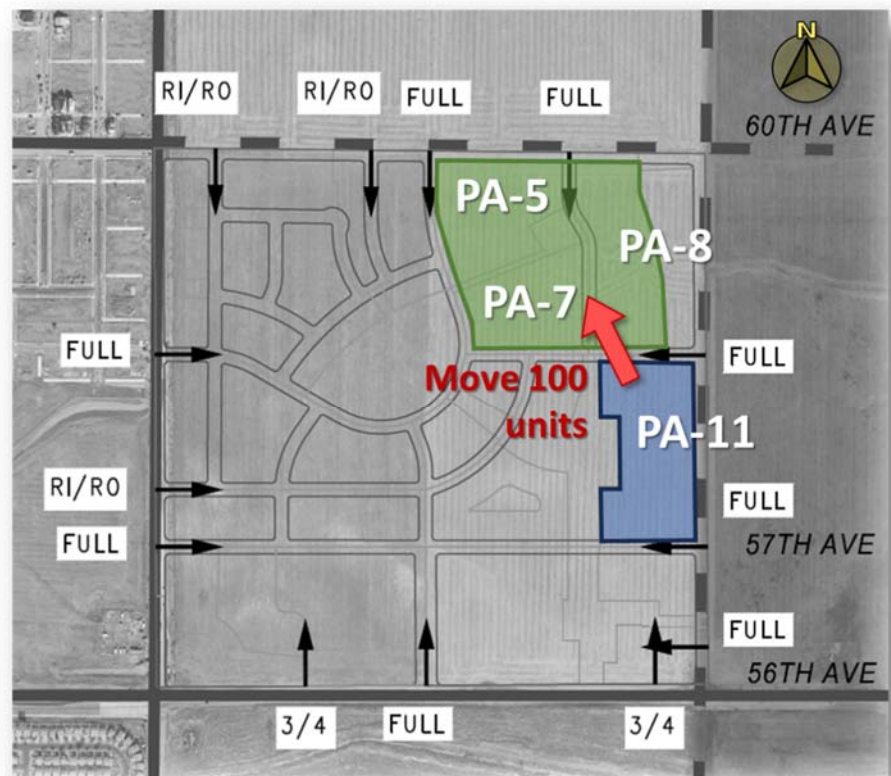 N
60TH AVE
RI/RO
RI/RO
FULL
FULL
PA-5
PA-8
PA-7
FULL
FULL
Move 100
units
PA-11
RI/RO
FULL
FULL
57TH AVE
FULL
56TH AVE
3/4
FULL
3/4